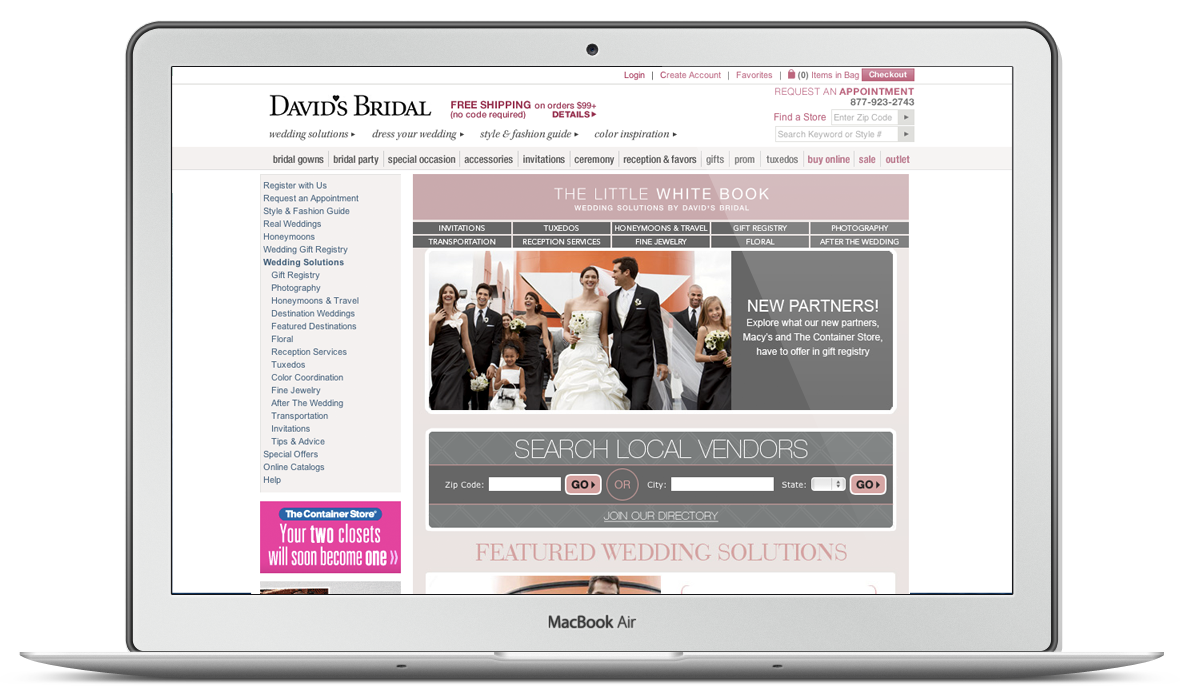 Login | Create Account | Favorites | (0) Items in Bag Checkout
REQUEST AN APPOINTMENT
877-923-2743
DAVID'S BRIDAL
FREE SHIPPING on orders $99+
(no code required) DETAILS
Find a Store Enter Zip Code
wedding solutions dress your wedding style & fashion guide color inspiration
Search Keyword or Style #
bridal gowns bridal party special occasion accessories invitations ceremony reception & favors gifts prom tuxedos buy online sale outlet
Register with Us
Request an Appointment
Style & Fashion Guide
Real Weddings
Honeymoons
Wedding Gift Registry
Wedding Solutions
Gift Registry
Photography
Honeymoons & Travel
Destination Weddings
Featured Destinations
Floral
Reception Services
Tuxedos
Color Coordination
Fine Jewelry
After The Wedding
Transportation
Invitations
Tips & Advice
Special Offers
Online Catalogs
Help
The Container Store
Your two closets
will soon become one »
THE LITTLE WHITE BOOK
WEDDING SOLUTIONS BY DAVID'S BRIDAL
INVITATIONS TUXEDOS HONEYMOONS & TRAVEL GIFT REGISTRY PHOTOGRAPHY
TRANSPORTATION RECEPTION SERVICES FINE JEWELRY FLORAL AFTER THE WEDDING
NEW PARTNERS!
Explore what our new partners,
Macy's and The Container Store,
have to offer in gift registry
SEARCH LOCAL VENDORS
Zip Code: GO OR City: State: GO
JOIN OUR DIRECTORY
FEATURED WEDDING SOLUTIONS
MacBook Air